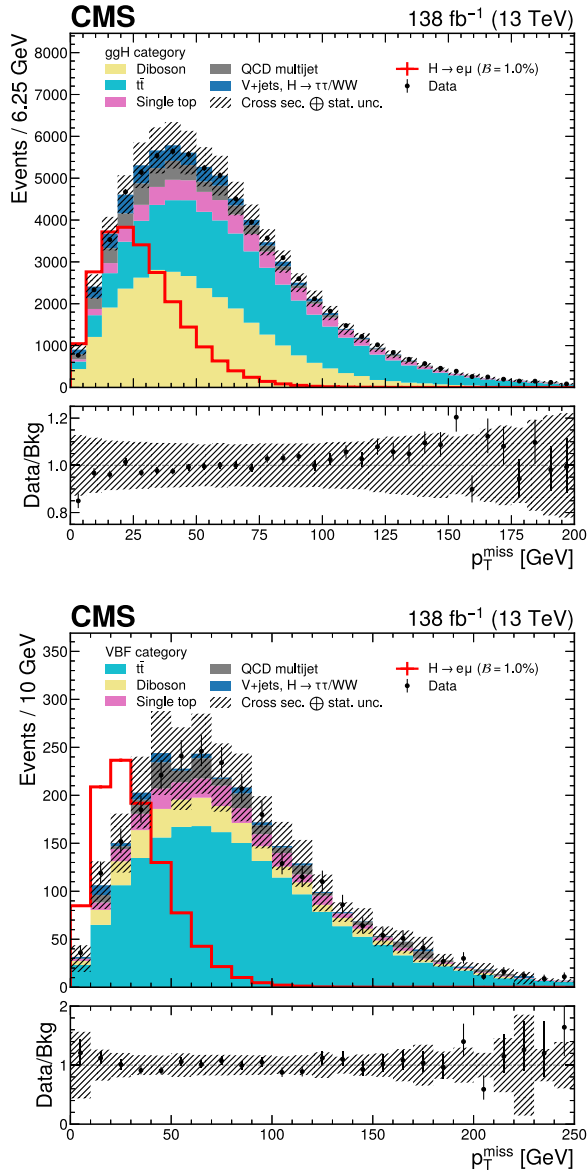 CMS 138 fb⁻¹ (13 TeV)
ggH category
Diboson QCD multijet H → eμ (ℬ = 1.0%)
tt̄ V+jets, H → ττ/WW Data
Single top Cross sec. ⊕ stat. unc.
Events / 6.25 GeV
8000
7000
6000
5000
4000
3000
2000
1000
0
Data/Bkg
1.2
1.0
0.8
0 25 50 75 100 125 150 175 200
p_T^miss [GeV]
CMS 138 fb⁻¹ (13 TeV)
VBF category
tt̄ QCD multijet H → eμ (ℬ = 1.0%)
Diboson V+jets, H → ττ/WW Data
Single top Cross sec. ⊕ stat. unc.
Events / 10 GeV
350
300
250
200
150
100
50
0
Data/Bkg
2
1
0
0 50 100 150 200 250
p_T^miss [GeV]